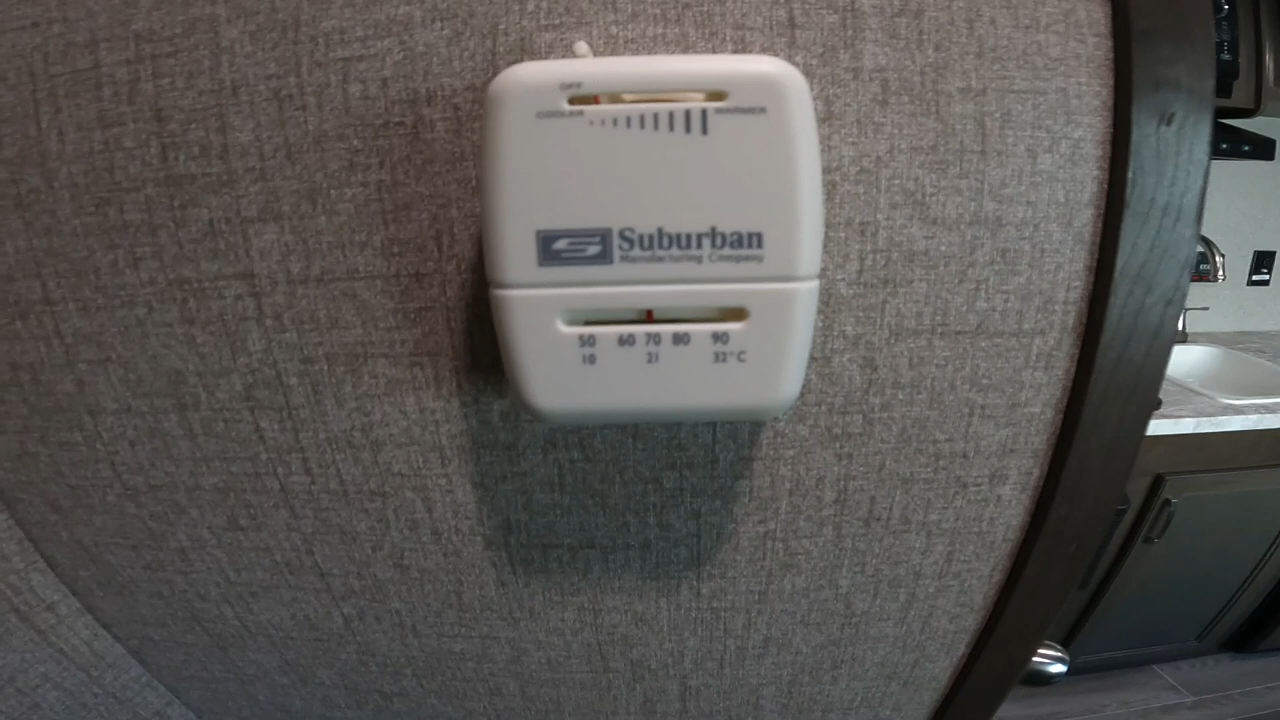 OFF
COOLER WARMER
Suburban
Manufacturing Company
50 60 70 80 90
10 21 32°C